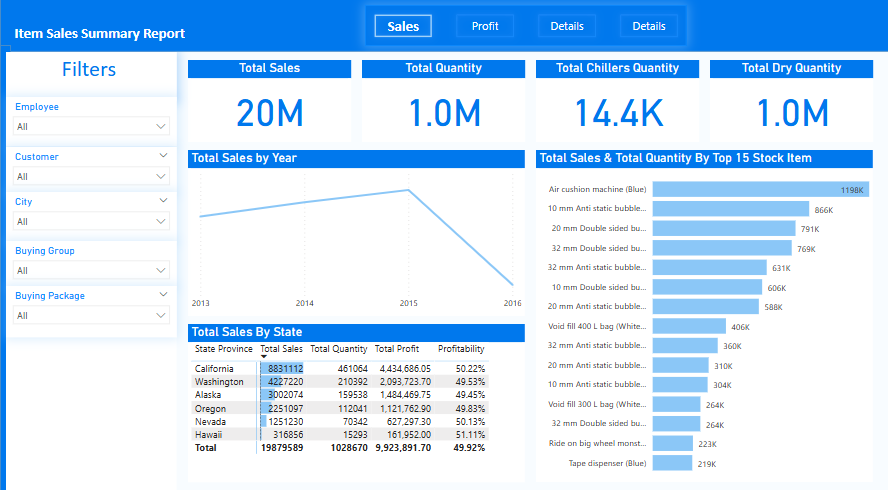 Item Sales Summary Report
Sales
Profit
Details
Details
Filters
Employee
All
Customer
All
City
All
Buying Group
All
Buying Package
All
Total Sales
20M
Total Quantity
1.0M
Total Chillers Quantity
14.4K
Total Dry Quantity
1.0M
Total Sales by Year
2013 2014 2015 2016
Total Sales By State
State Province Total Sales Total Quantity Total Profit Profitability
California 8831112 461064 4,434,686.05 50.22%
Washington 4227220 210392 2,093,723.70 49.53%
Alaska 3002074 159538 1,484,469.75 49.45%
Oregon 2251097 112041 1,121,762.90 49.83%
Nevada 1251230 70342 627,297.30 50.13%
Hawaii 316856 15293 161,952.00 51.11%
Total 19879589 1028670 9,923,891.70 49.92%
Total Sales & Total Quantity By Top 15 Stock Item
Air cushion machine (Blue) 1198K
10 mm Anti static bubble... 866K
20 mm Double sided bu... 791K
32 mm Double sided bu... 769K
32 mm Anti static bubble... 631K
10 mm Double sided bu... 606K
20 mm Anti static bubble... 588K
Void fill 400 L bag (White... 406K
32 mm Anti static bubble... 360K
20 mm Anti static bubble... 310K
10 mm Anti static bubble... 304K
Void fill 300 L bag (White... 264K
32 mm Double sided bu... 264K
Ride on big wheel monst... 223K
Tape dispenser (Blue) 219K